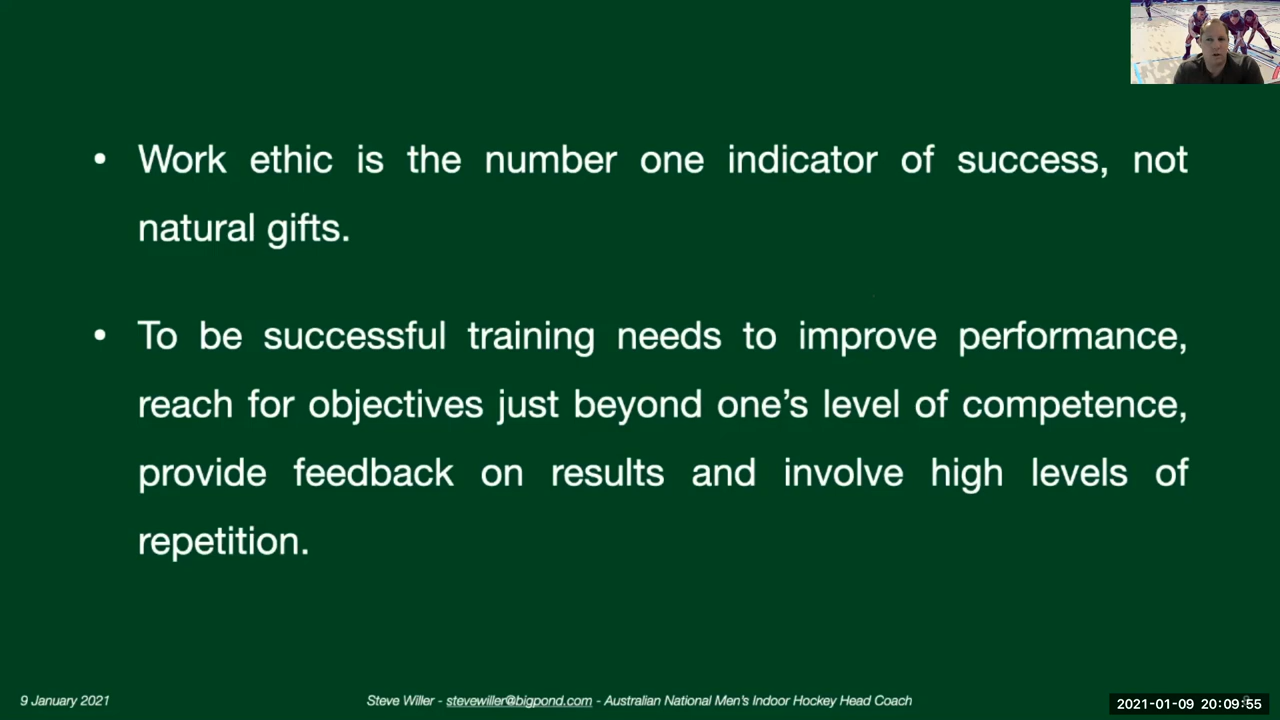 • Work ethic is the number one indicator of success, not
natural gifts.
• To be successful training needs to improve performance,
reach for objectives just beyond one’s level of competence,
provide feedback on results and involve high levels of
repetition.
9 January 2021
Steve Willer - stevewiller@bigpond.com - Australian National Men's Indoor Hockey Head Coach
2021-01-09 20:09:55